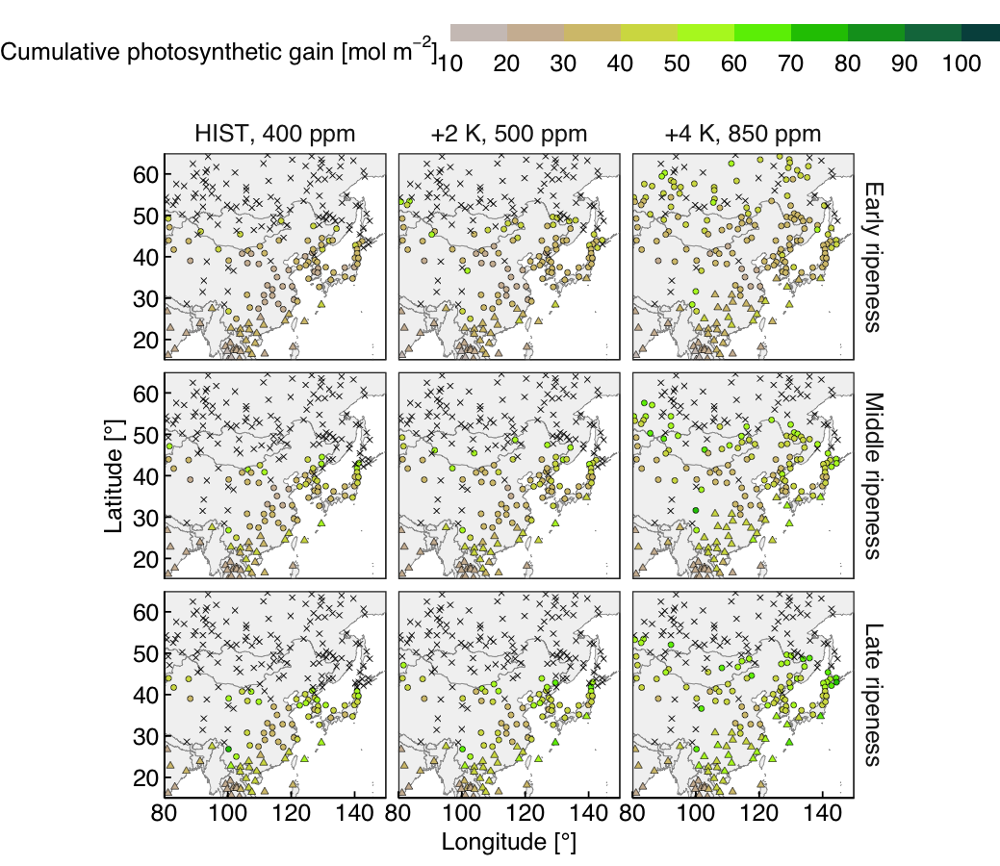 Cumulative photosynthetic gain [mol m⁻²]
10 20 30 40 50 60 70 80 90 100
HIST, 400 ppm +2 K, 500 ppm +4 K, 850 ppm
60
50
40
30
20
Early ripeness
60
50
40
30
20
Middle ripeness
Latitude [°]
60
50
40
30
20
Late ripeness
80 100 120 140 80 100 120 140 80 100 120 140
Longitude [°]